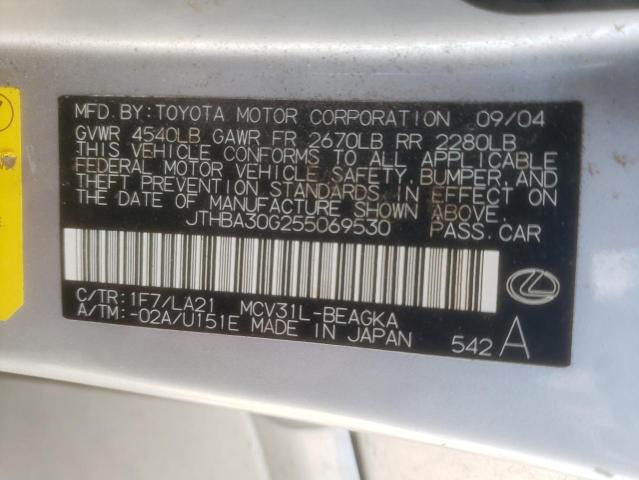 MFD. BY: TOYOTA MOTOR CORPORATION 09/04
GVWR 4540LB GAWR FR 2670LB RR 2280LB
THIS VEHICLE CONFORMS TO ALL APPLICABLE
FEDERAL MOTOR VEHICLE SAFETY, BUMPER, AND
THEFT PREVENTION STANDARDS IN EFFECT ON
THE DATE OF MANUFACTURE SHOWN ABOVE.
JTHBA30G255069530 PASS. CAR
C/TR: 1F7/LA21 MCV31L-BEAGKA
A/TM: -02A/U151E MADE IN JAPAN
542 A